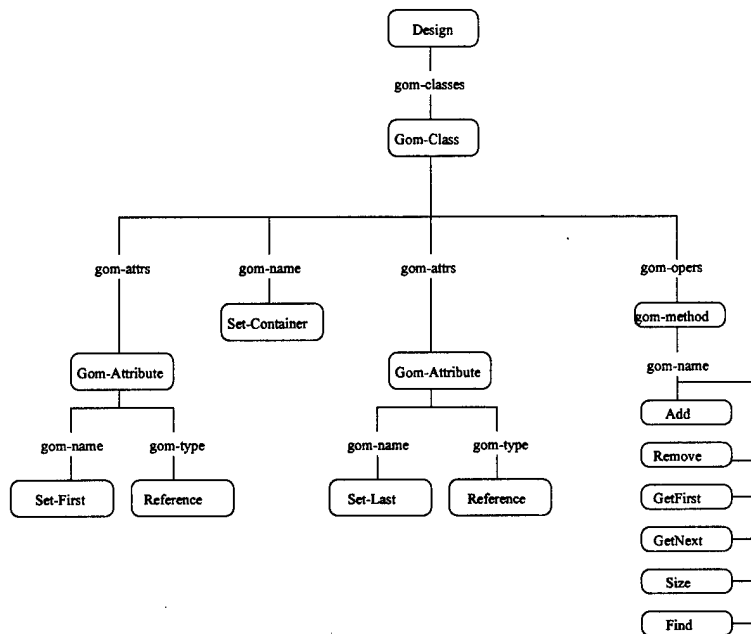 Design
gom-classes
Gom-Class
gom-attrs
gom-name
gom-attrs
gom-opers
Set-Container
gom-method
Gom-Attribute
Gom-Attribute
gom-name
Add
gom-name
gom-type
gom-name
gom-type
Remove
Set-First
Reference
Set-Last
Reference
GetFirst
GetNext
Size
Find